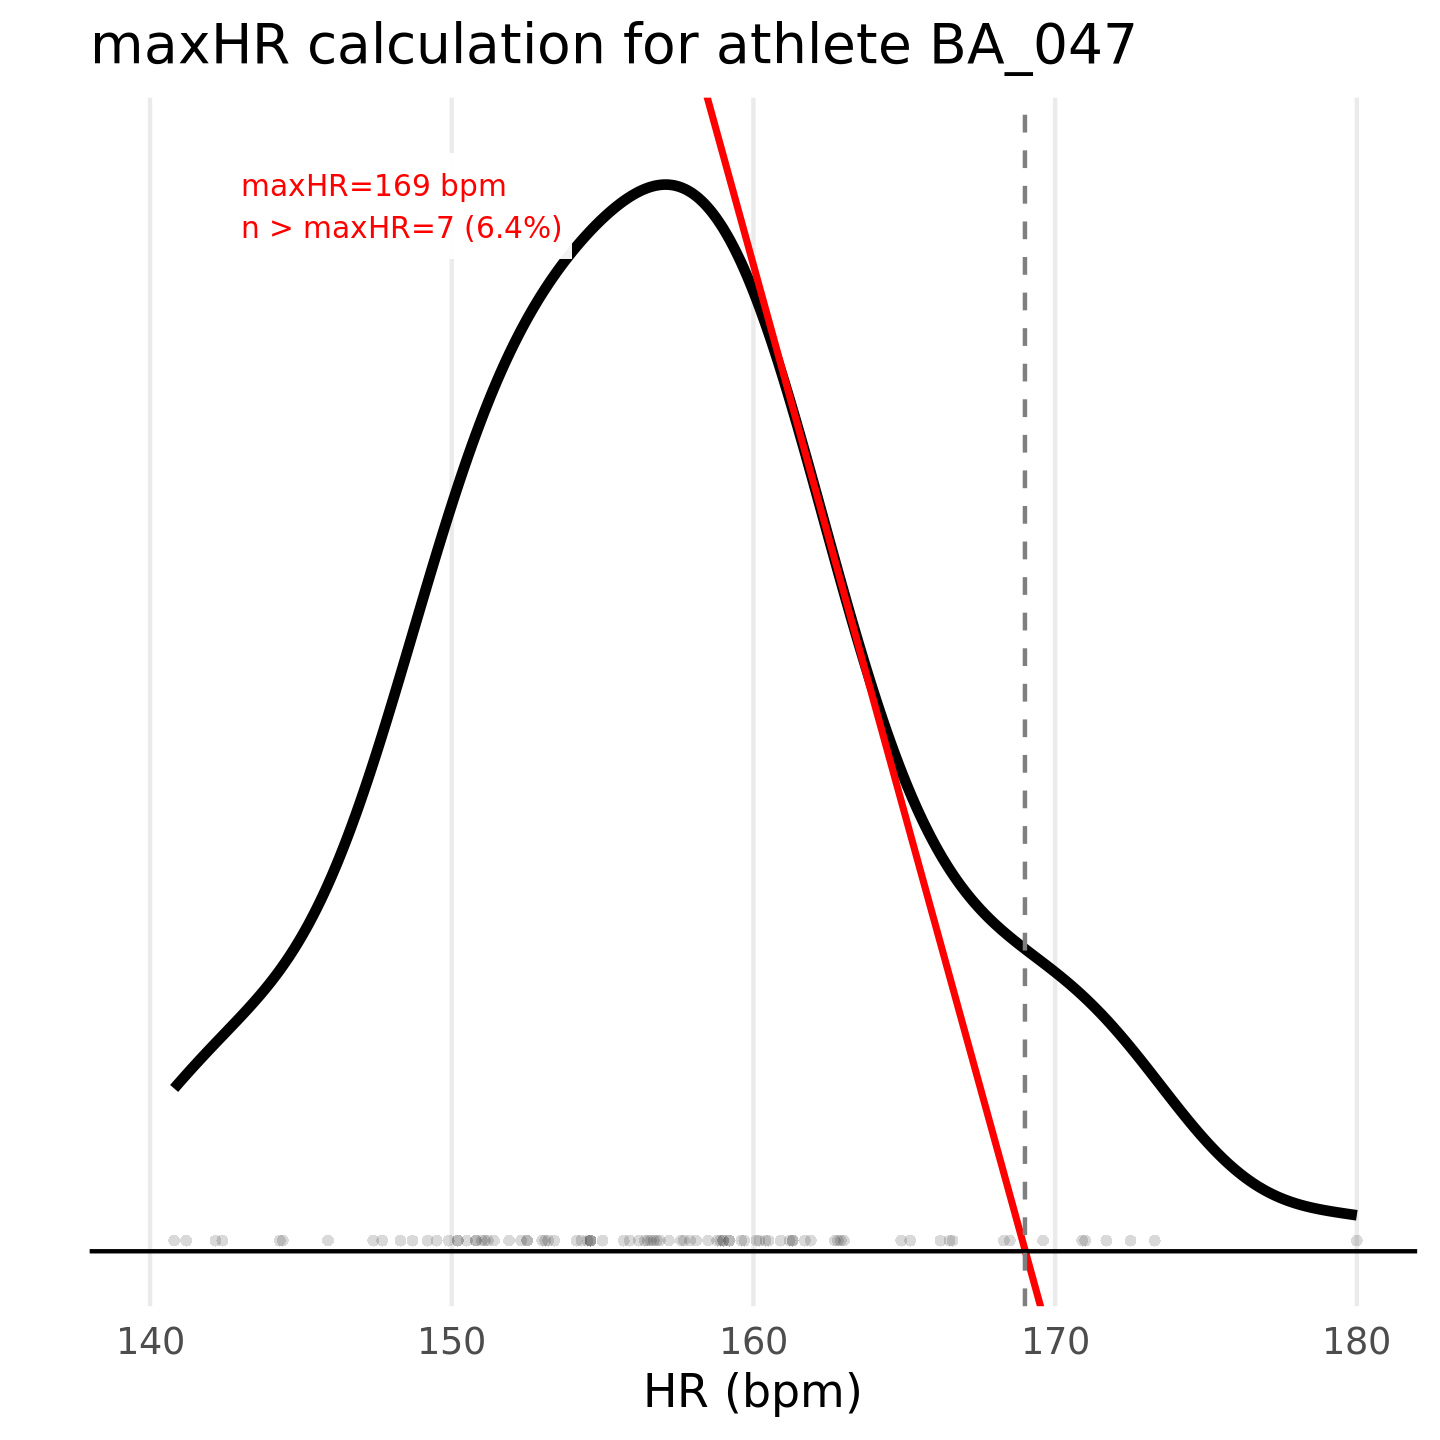 maxHR calculation for athlete BA_047
maxHR=169 bpm
n > maxHR=7 (6.4%)
140 150 160 170 180
HR (bpm)